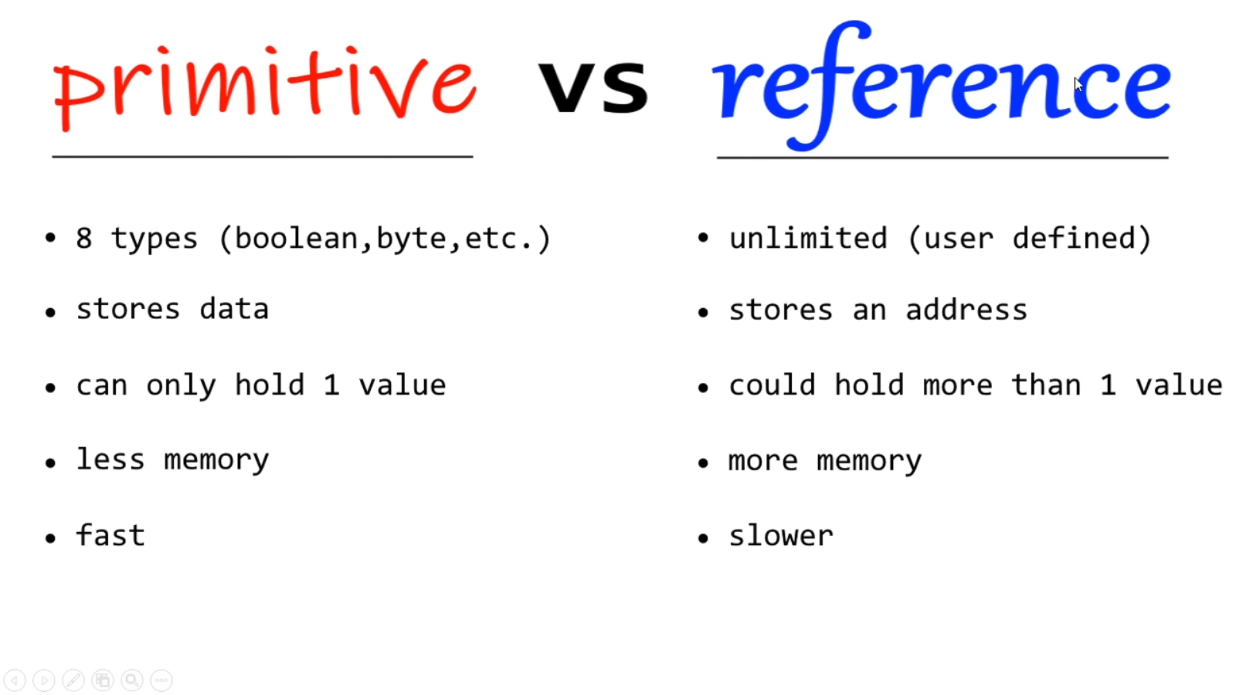 primitive vs reference
• 8 types (boolean,byte,etc.)
• stores data
• can only hold 1 value
• less memory
• fast
• unlimited (user defined)
• stores an address
• could hold more than 1 value
• more memory
• slower